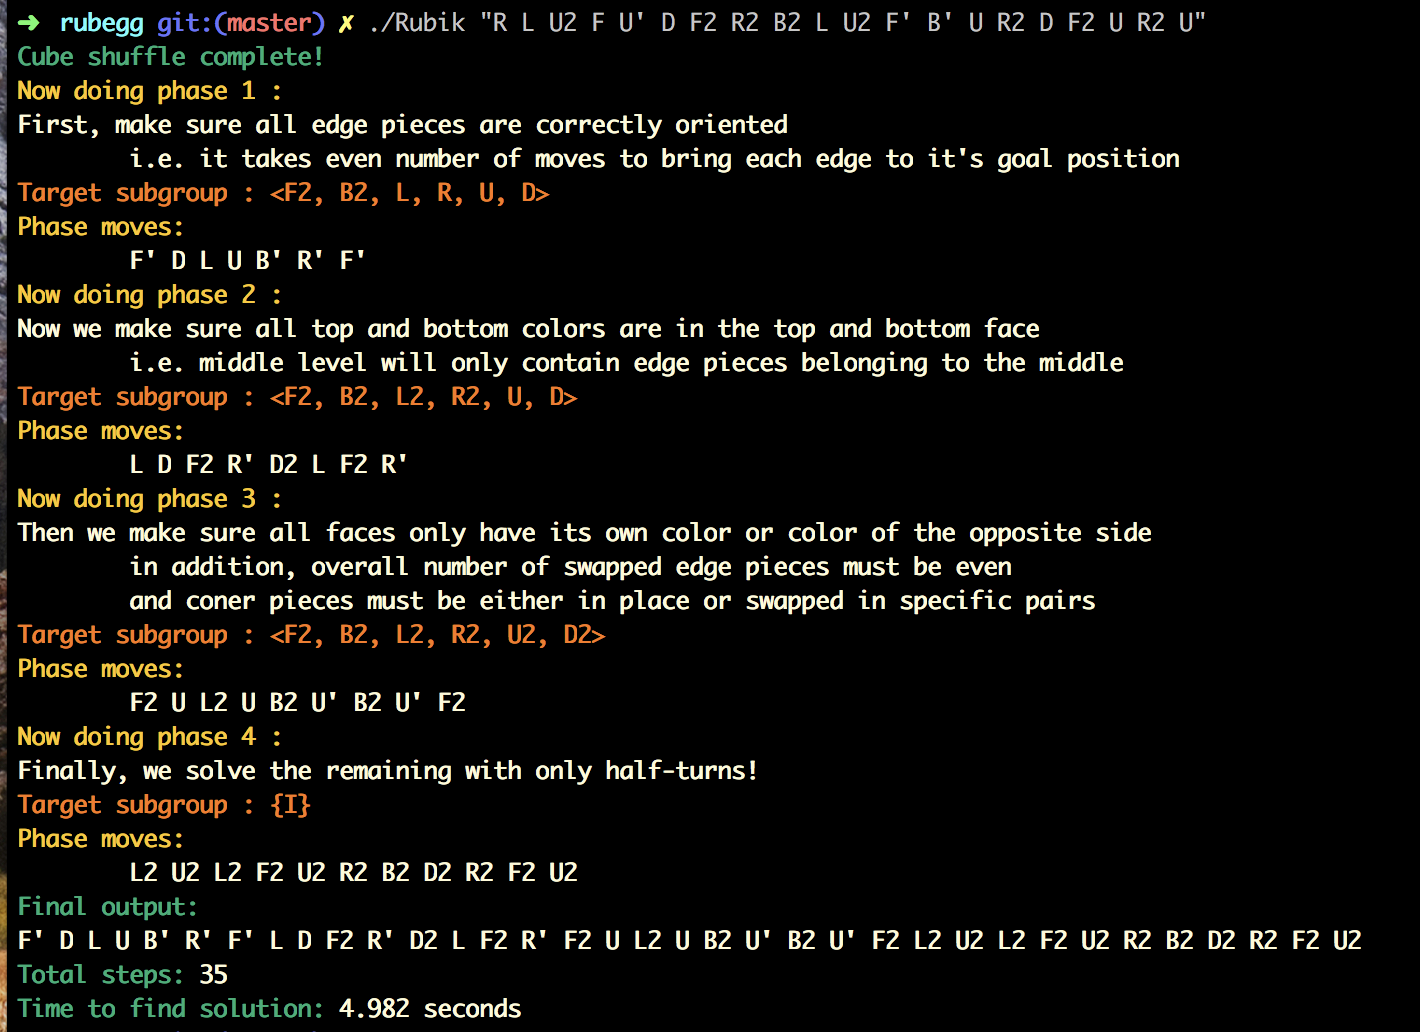 ➜ rubegg git:(master) ✗ ./Rubik "R L U2 F U' D F2 R2 B2 L U2 F' B' U R2 D F2 U R2 U"
Cube shuffle complete!
Now doing phase 1 :
First, make sure all edge pieces are correctly oriented
i.e. it takes even number of moves to bring each edge to it's goal position
Target subgroup : <F2, B2, L, R, U, D>
Phase moves:
F' D L U B' R' F'
Now doing phase 2 :
Now we make sure all top and bottom colors are in the top and bottom face
i.e. middle level will only contain edge pieces belonging to the middle
Target subgroup : <F2, B2, L2, R2, U, D>
Phase moves:
L D F2 R' D2 L F2 R'
Now doing phase 3 :
Then we make sure all faces only have its own color or color of the opposite side
in addition, overall number of swapped edge pieces must be even
and coner pieces must be either in place or swapped in specific pairs
Target subgroup : <F2, B2, L2, R2, U2, D2>
Phase moves:
F2 U L2 U B2 U' B2 U' F2
Now doing phase 4 :
Finally, we solve the remaining with only half-turns!
Target subgroup : {I}
Phase moves:
L2 U2 L2 F2 U2 R2 B2 D2 R2 F2 U2
Final output:
F' D L U B' R' F' L D F2 R' D2 L F2 R' F2 U L2 U B2 U' B2 U' F2 L2 U2 L2 F2 U2 R2 B2 D2 R2 F2 U2
Total steps: 35
Time to find solution: 4.982 seconds